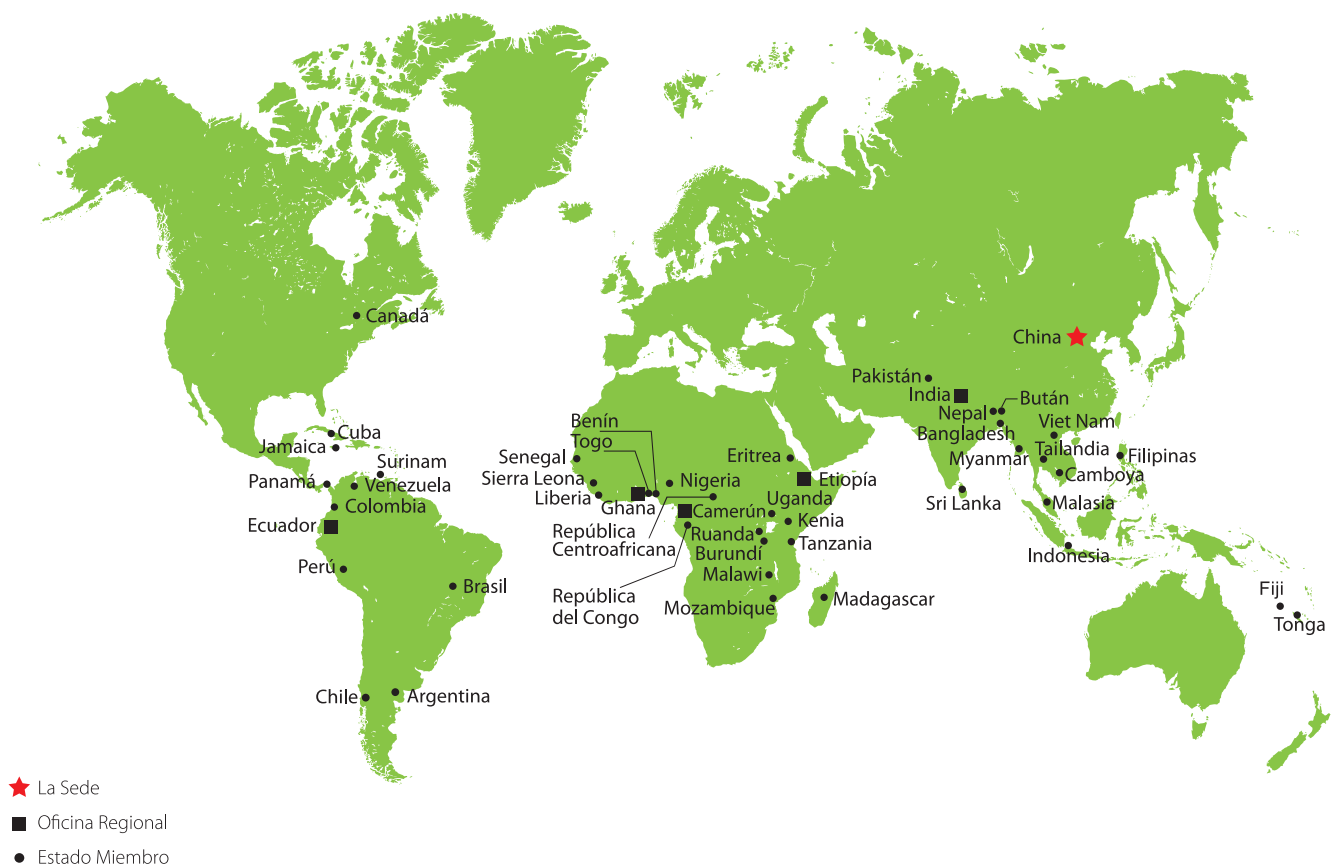 Canadá
China
Pakistán
India
Nepal
Bután
Bangladesh
Viet Nam
Myanmar
Tailandia
Filipinas
Camboya
Sri Lanka
Malasia
Indonesia
Cuba
Jamaica
Surinam
Panamá
Venezuela
Colombia
Ecuador
Perú
Brasil
Chile
Argentina
Benín
Togo
Senegal
Sierra Leona
Liberia
Ghana
Nigeria
Eritrea
Etiopía
Uganda
Camerún
Kenia
República
Centroafricana
Ruanda
Burundí
Tanzania
Malawi
República
del Congo
Mozambique
Madagascar
Fiji
Tonga
La Sede
Oficina Regional
Estado Miembro